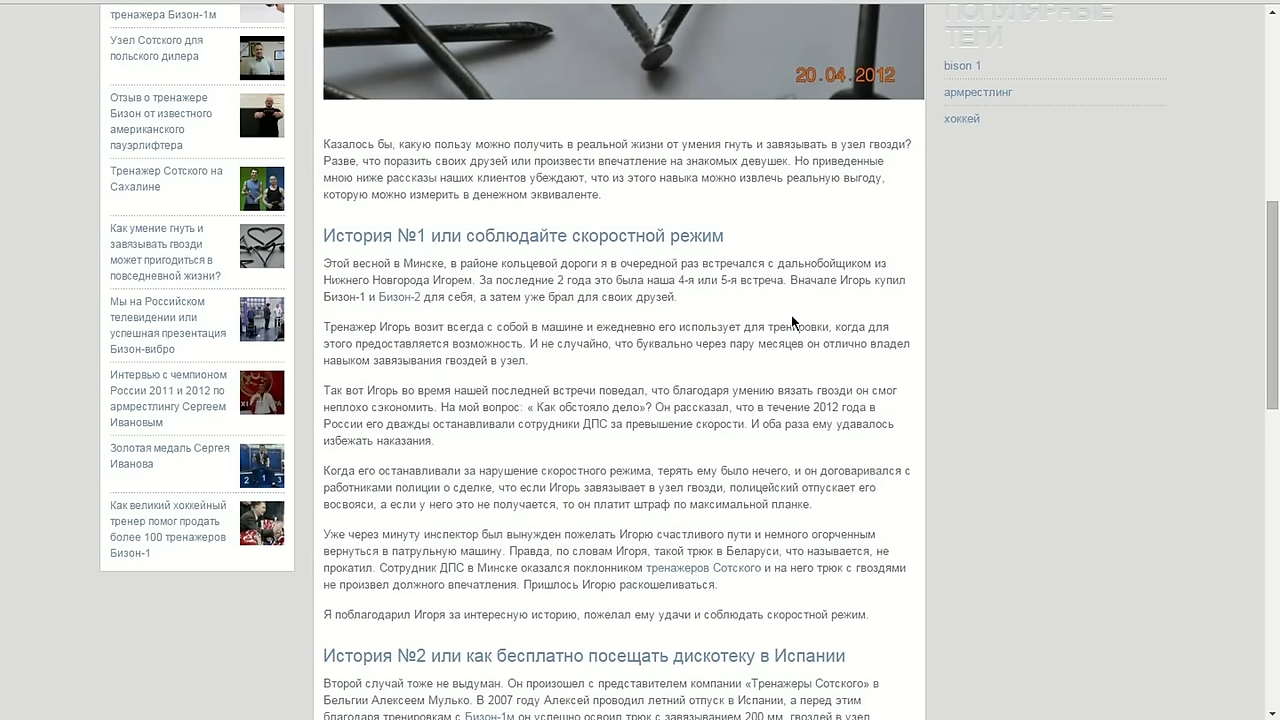 тренажера Бизон-1м
Узел Сотского для
польского дилера
Отзыв о тренажере
Бизон от известного
американского
пауэрлифтера
Тренажер Сотского на
Сахалине
Как умение гнуть и
завязывать гвозди
может пригодиться в
повседневной жизни?
Мы на Российском
телевидении или
успешная презентация
Бизон-вибро
Интервью с чемпионом
России 2011 и 2012 по
армрестлингу Сергеем
Ивановым
Золотая медаль Сергея
Иванова
Как великий хоккейный
тренер помог продать
более 100 тренажеров
Бизон-1
20.04.2012
Казалось бы, какую пользу можно получить в реальной жизни от умения гнуть и завязывать в узел гвозди?
Разве, что поразить своих друзей или произвести впечатление на знакомых девушек. Но приведенные
мною ниже рассказы наших клиентов убеждают, что из этого навыка можно извлечь реальную выгоду,
которую можно измерить в денежном эквиваленте.
История №1 или соблюдайте скоростной режим
Этой весной в Минске, в районе кольцевой дороги я в очередной раз встречался с дальнобойщиком из
Нижнего Новгорода Игорем. За последние 2 года это была наша 4-я или 5-я встреча. Вначале Игорь купил
Бизон-1 и Бизон-2 для себя, а затем уже брал для своих друзей.
Тренажер Игорь возит всегда с собой в машине и ежедневно его использует для тренировки, когда для
этого предоставляется возможность. И не случайно, что буквально через пару месяцев он отлично владел
навыком завязывания гвоздей в узел.
Так вот Игорь во время нашей последней встречи поведал, что благодаря умению вязать гвозди он смог
неплохо сэкономить. На мой вопрос: « Как обстояло дело»? Он рассказал, что в течение 2012 года в
России его дважды останавливали сотрудники ДПС за превышение скорости. И оба раза ему удавалось
избежать наказания.
Когда его останавливали за нарушение скоростного режима, терять ему было нечего, и он договаривался с
работниками полиции о сделке, что если Игорь завязывает в узел гвозди, полицейский отпускает его
восвояси, а если у него это не получается, то он платит штраф по максимальной планке.
Уже через минуту инспектор был вынужден пожелать Игорю счастливого пути и немного огорченным
вернуться в патрульную машину. Правда, по словам Игоря, такой трюк в Беларуси, что называется, не
прокатил. Сотрудник ДПС в Минске оказался поклонником тренажеров Сотского и на него трюк с гвоздями
не произвел должного впечатления. Пришлось Игорю раскошеливаться.
Я поблагодарил Игоря за интересную историю, пожелал ему удачи и соблюдать скоростной режим.
История №2 или как бесплатно посещать дискотеку в Испании
Второй случай тоже не выдуман. Он произошел с представителем компании «Тренажеры Сотского» в
Бельгии Алексеем Мулько. В 2007 году Алексей проводил летний отпуск в Испании, а перед этим
благодаря тренировкам с Бизон-1м он успешно освоил трюк с завязыванием 200 мм. гвоздей в узел.
ПОПУЛЯРНЫЕ
ТЕГИ
bison 1
армрестлинг
хоккей